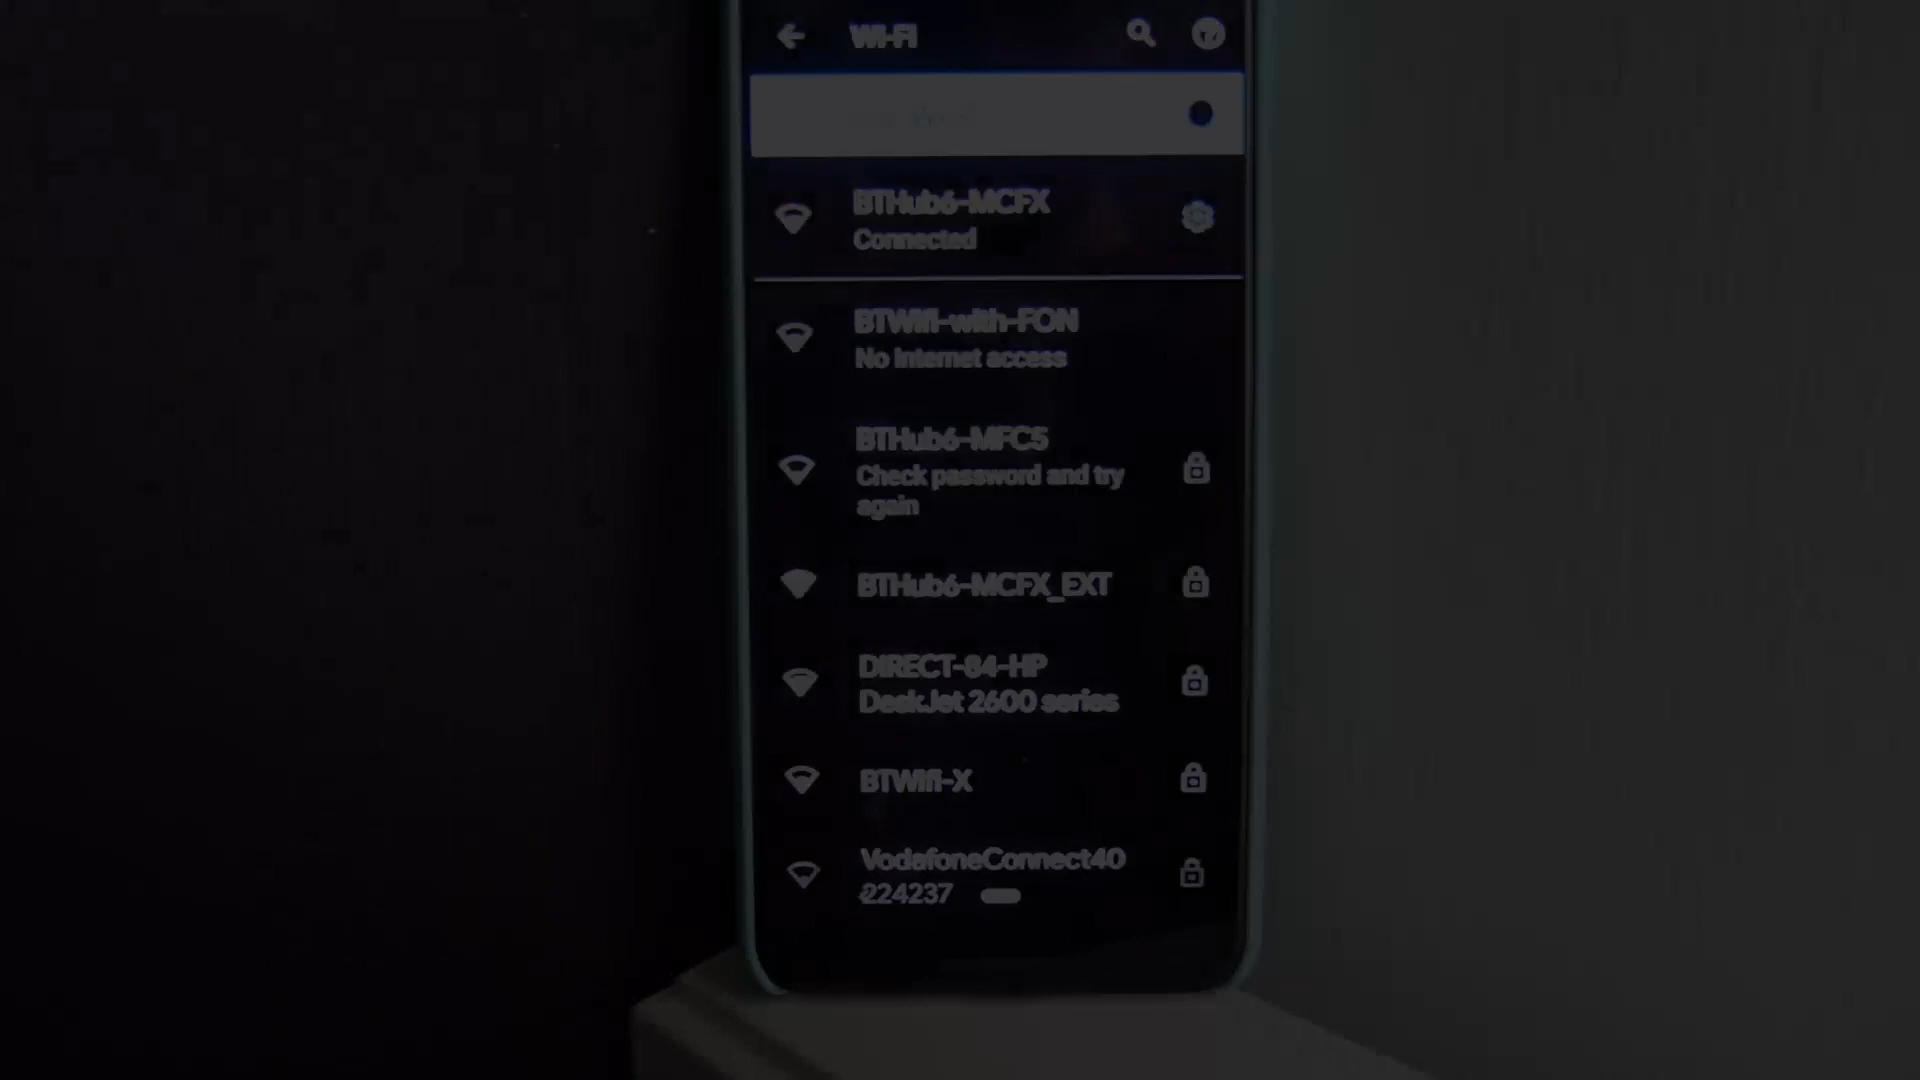 Wi-Fi
BTHub6-MCFX
Connected
BTWifi-with-FON
No Internet access
BTHub6-MFC5
Check password and try
again
BTHub6-MCFX_EXT
DIRECT-84-HP
DeskJet 2600 series
BTWifi-X
VodafoneConnect40
224237